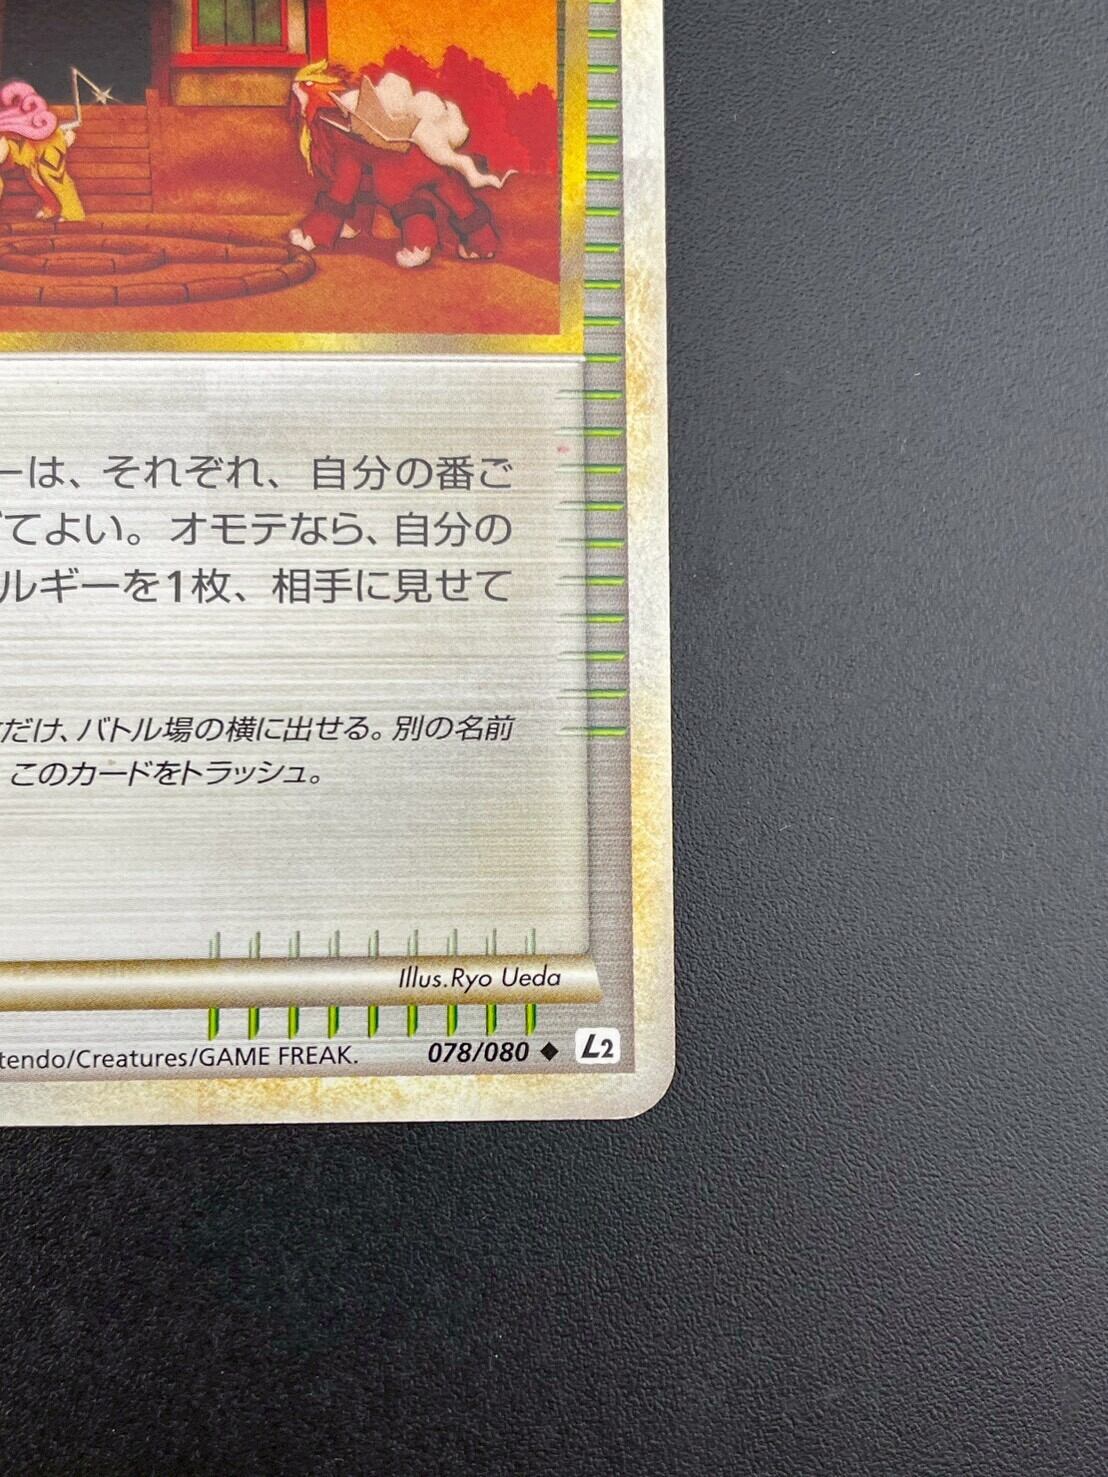 ーは、それぞれ、自分の番ご
てよい。オモテなら、自分の
ルギーを1枚、相手に見せて
だけ、バトル場の横に出せる。別の名前
このカードをトラッシュ。
Illus.Ryo Ueda
tendo/Creatures/GAME FREAK. 078/080 ◆ L2